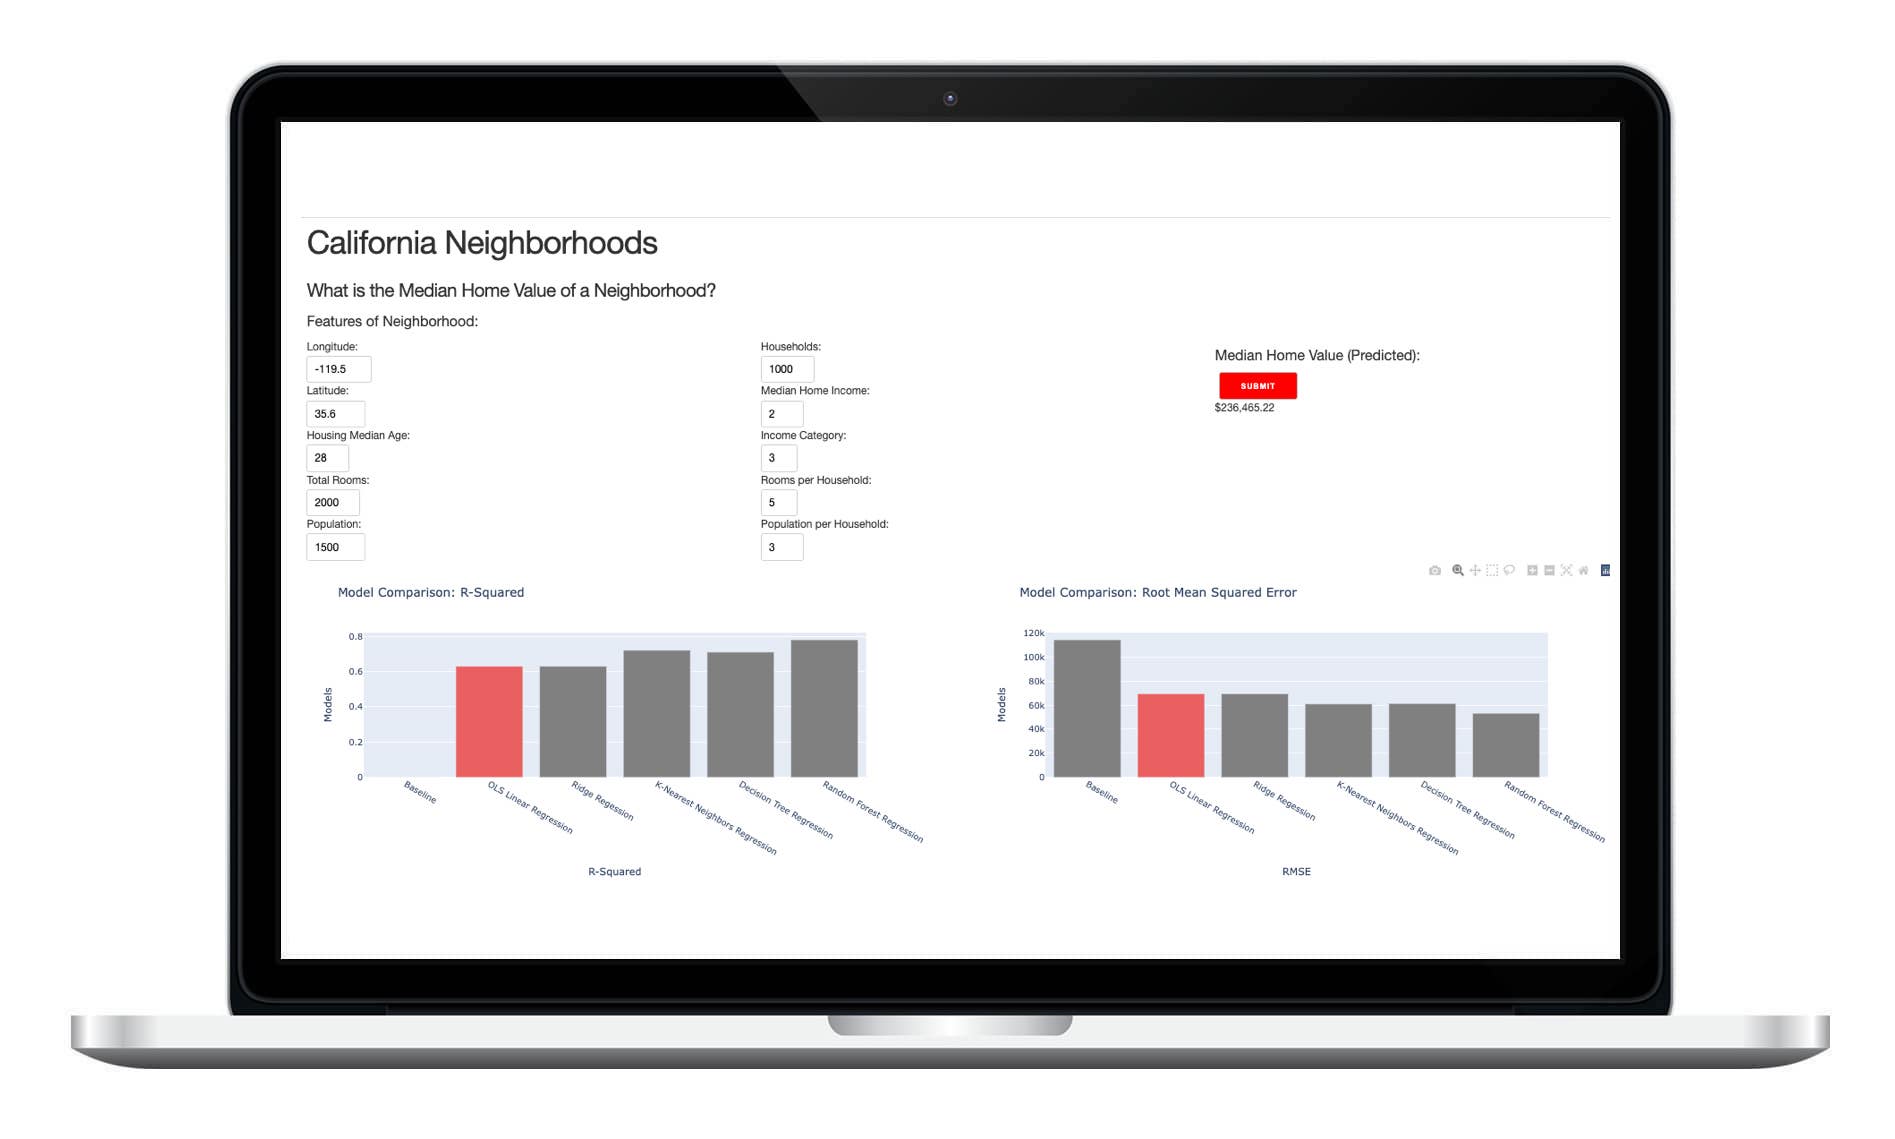 California Neighborhoods
What is the Median Home Value of a Neighborhood?
Features of Neighborhood:
Longitude:
-119.5
Latitude:
35.6
Housing Median Age:
28
Total Rooms:
2000
Population:
1500
Households:
1000
Median Home Income:
2
Income Category:
3
Rooms per Household:
5
Population per Household:
3
Median Home Value (Predicted):
SUBMIT
$236,465.22
Model Comparison: R-Squared
Models
0.8
0.6
0.4
0.2
0
Baseline
OLS Linear Regression
Ridge Regession
K-Nearest Neighbors Regression
Decision Tree Regression
Random Forest Regression
R-Squared
Model Comparison: Root Mean Squared Error
Models
120k
100k
80k
60k
40k
20k
0
Baseline
OLS Linear Regression
Ridge Regession
K-Nearest Neighbors Regression
Decision Tree Regression
Random Forest Regression
RMSE